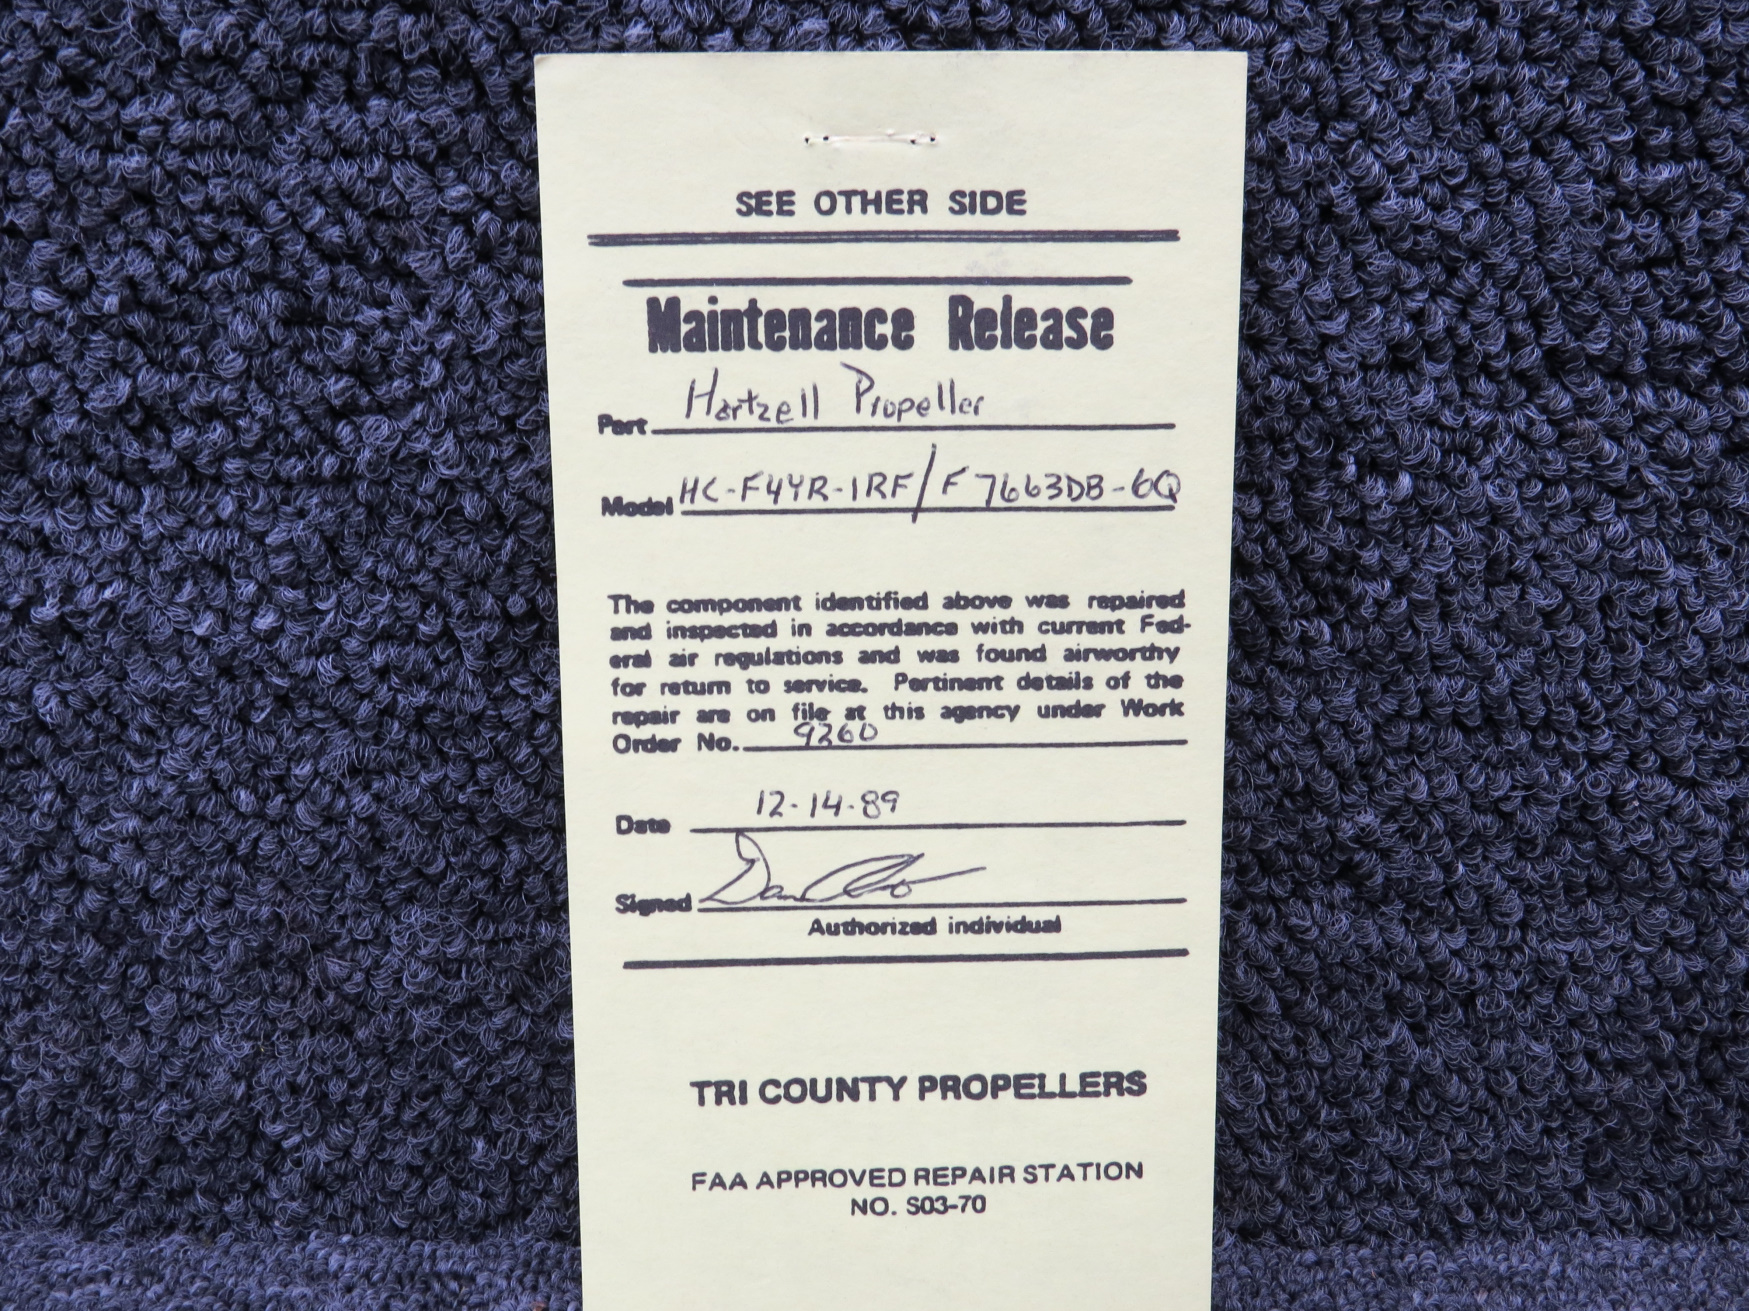 SEE OTHER SIDE
Maintenance Release
Part Hartzell Propeller
Model HC-F4YR-1RF/F7663DB-6Q
The component identified above was repaired
and inspected in accordance with current Fed-
eral air regulations and was found airworthy
for return to service. Pertinent details of the
repair are on file at this agency under Work
Order No. 9260
Date 12-14-89
Signed
Authorized individual
TRI COUNTY PROPELLERS
FAA APPROVED REPAIR STATION
NO. S03-70